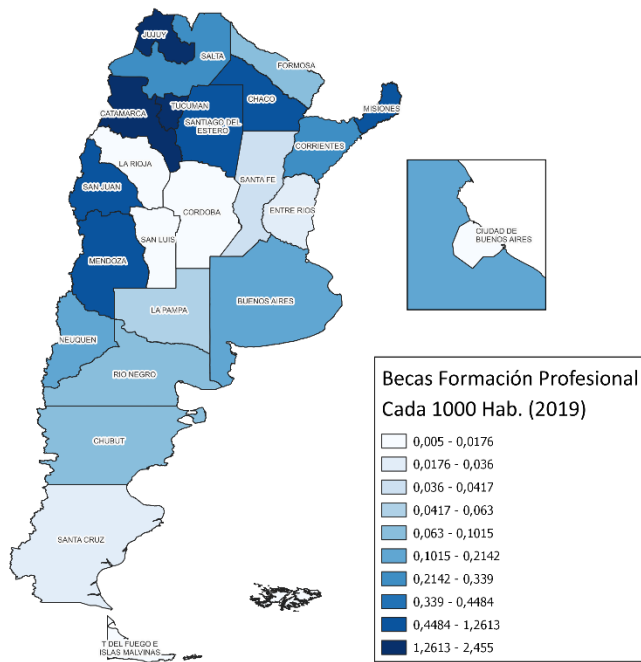 JUJUY
SALTA
FORMOSA
CATAMARCA
TUCUMAN
SANTIAGO DEL
ESTERO
CHACO
MISIONES
CORRIENTES
LA RIOJA
SAN JUAN
SANTA FE
CORDOBA
ENTRE RIOS
SAN LUIS
MENDOZA
CIUDAD DE
BUENOS AIRES
BUENOS AIRES
LA PAMPA
NEUQUEN
RIO NEGRO
CHUBUT
SANTA CRUZ
T DEL FUEGO E
ISLAS MALVINAS
Becas Formación Profesional
Cada 1000 Hab. (2019)
0,005 - 0,0176
0,0176 - 0,036
0,036 - 0,0417
0,0417 - 0,063
0,063 - 0,1015
0,1015 - 0,2142
0,2142 - 0,339
0,339 - 0,4484
0,4484 - 1,2613
1,2613 - 2,455